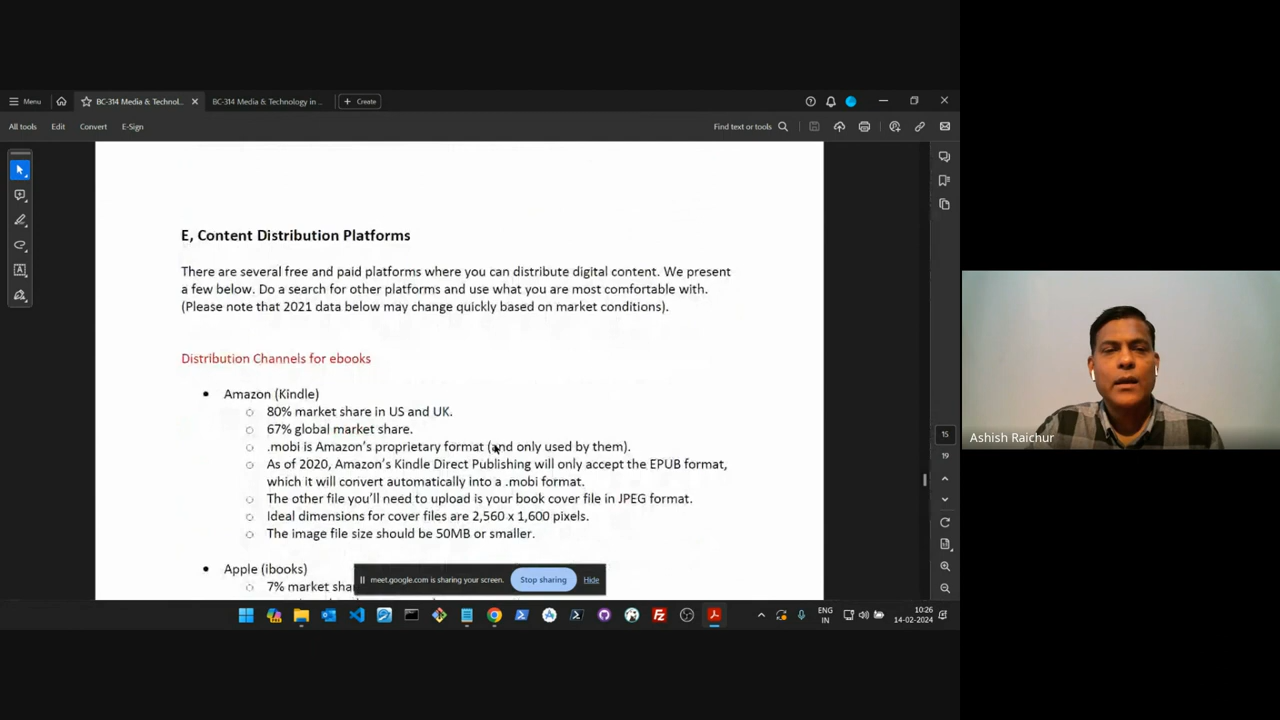 Menu
BC-314 Media & Technol...
BC-314 Media & Technology in ...
Create
All tools
Edit
Convert
E-Sign
Find text or tools
E, Content Distribution Platforms
There are several free and paid platforms where you can distribute digital content. We present
a few below. Do a search for other platforms and use what you are most comfortable with.
(Please note that 2021 data below may change quickly based on market conditions).
Distribution Channels for ebooks
Amazon (Kindle)
80% market share in US and UK.
67% global market share.
.mobi is Amazon's proprietary format (and only used by them).
As of 2020, Amazon's Kindle Direct Publishing will only accept the EPUB format,
which it will convert automatically into a .mobi format.
The other file you'll need to upload is your book cover file in JPEG format.
Ideal dimensions for cover files are 2,560 x 1,600 pixels.
The image file size should be 50MB or smaller.
Apple (ibooks)
7% market
15
19
meet.google.com is sharing your screen.
Stop sharing
Hide
Ashish Raichur
ENG
IN
10:26
14-02-2024